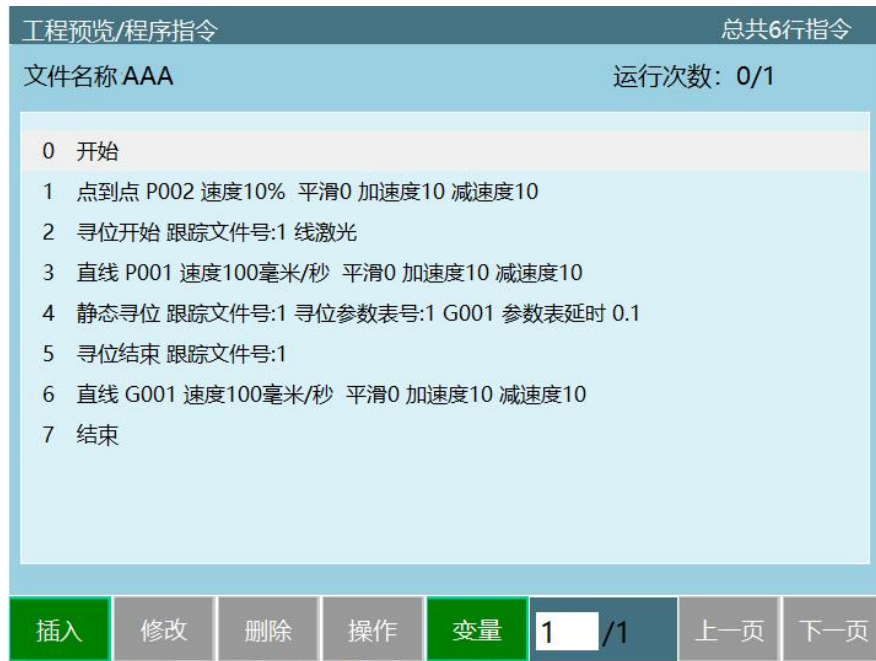 工程预览/程序指令 总共6行指令
文件名称 AAA 运行次数：0/1
0 开始
1 点到点 P002 速度10% 平滑0 加速度10 减速度10
2 寻位开始 跟踪文件号:1 线激光
3 直线 P001 速度100毫米/秒 平滑0 加速度10 减速度10
4 静态寻位 跟踪文件号:1 寻位参数表号:1 G001 参数表延时 0.1
5 寻位结束 跟踪文件号:1
6 直线 G001 速度100毫米/秒 平滑0 加速度10 减速度10
7 结束
插入 修改 删除 操作 变量 1 /1 上一页 下一页